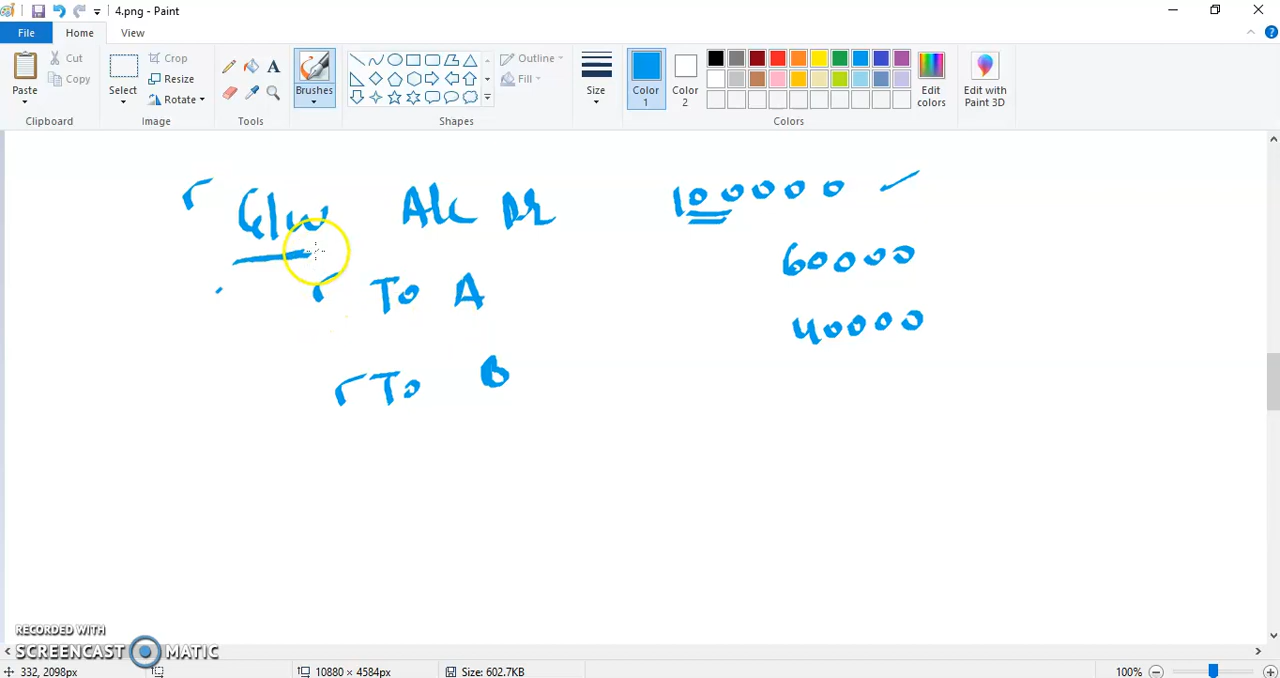 4.png - Paint
File Home View
Paste Cut Copy Clipboard
Select Crop Resize Rotate Image
Tools
Brushes
Outline Fill Shapes
Size
Color 1 Color 2 Edit colors Colors
Edit with Paint 3D
G/w A/c Dr 100000
To A 60000
To B 40000
RECORDED WITH
SCREENCAST MATIC
332, 2098px 10880 × 4584px Size: 602.7KB 100%